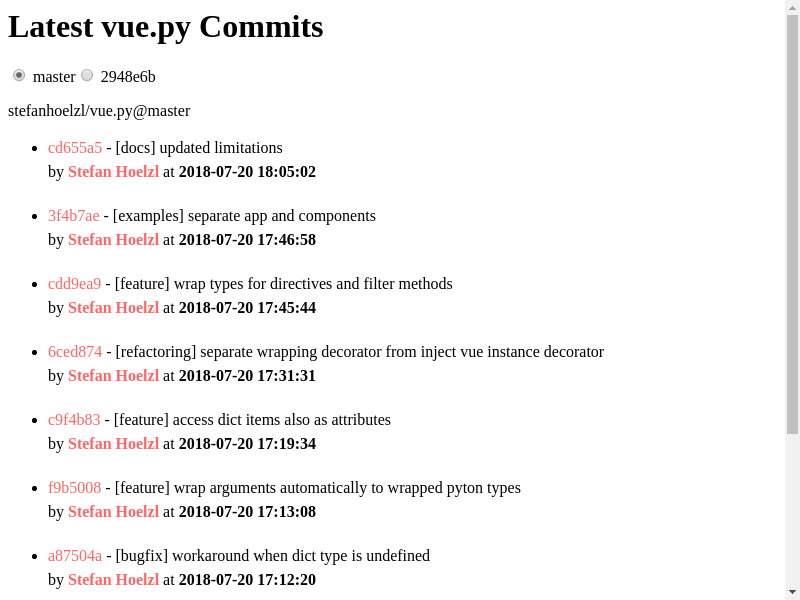 Latest vue.py Commits
master 2948e6b
stefanhoelzl/vue.py@master
cd655a5 - [docs] updated limitations
by Stefan Hoelzl at 2018-07-20 18:05:02
3f4b7ae - [examples] separate app and components
by Stefan Hoelzl at 2018-07-20 17:46:58
cdd9ea9 - [feature] wrap types for directives and filter methods
by Stefan Hoelzl at 2018-07-20 17:45:44
6ced874 - [refactoring] separate wrapping decorator from inject vue instance decorator
by Stefan Hoelzl at 2018-07-20 17:31:31
c9f4b83 - [feature] access dict items also as attributes
by Stefan Hoelzl at 2018-07-20 17:19:34
f9b5008 - [feature] wrap arguments automatically to wrapped pyton types
by Stefan Hoelzl at 2018-07-20 17:13:08
a87504a - [bugfix] workaround when dict type is undefined
by Stefan Hoelzl at 2018-07-20 17:12:20